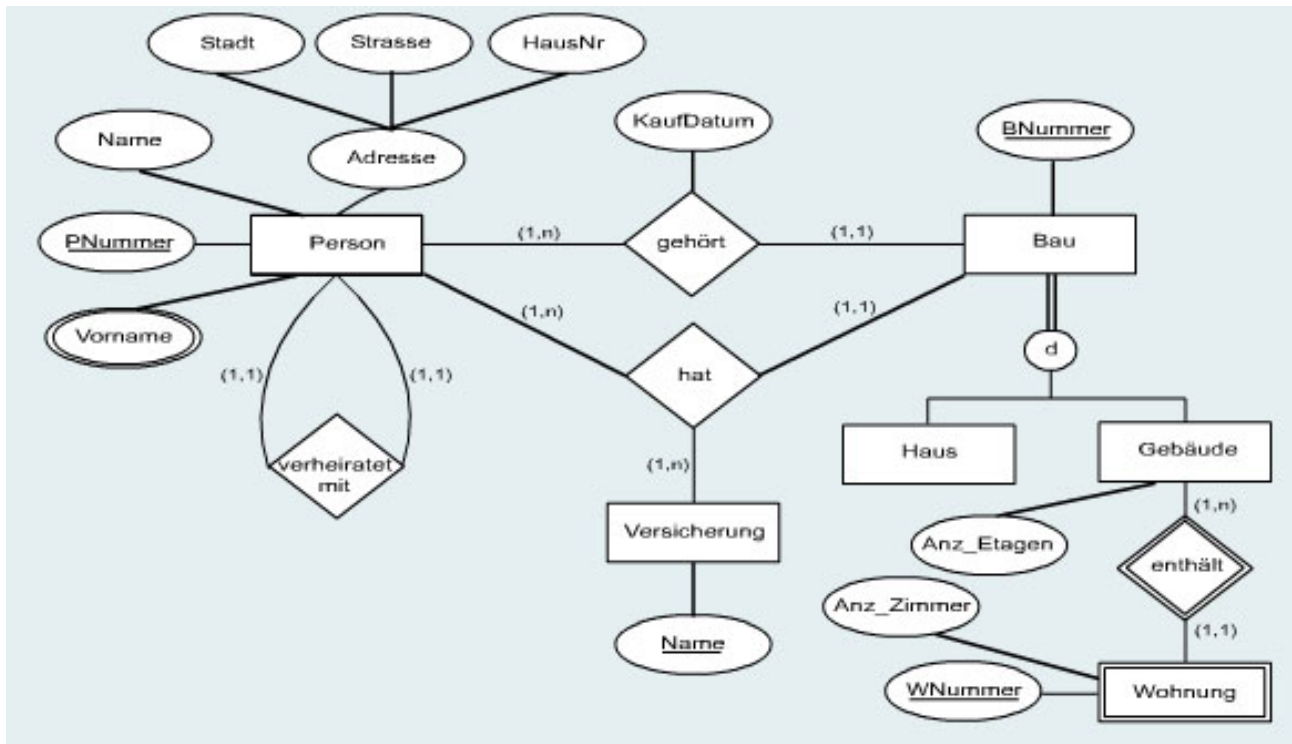 Stadt
Strasse
HausNr
Name
Adresse
KaufDatum
BNummer
PNummer
Person
(1,n)
gehört
(1,1)
Bau
Vorname
(1,1)
(1,1)
(1,n)
(1,1)
hat
d
verheiratet
mit
(1,n)
Haus
Gebäude
(1,n)
Versicherung
Anz_Etagen
enthält
Anz_Zimmer
(1,1)
Name
WNummer
Wohnung